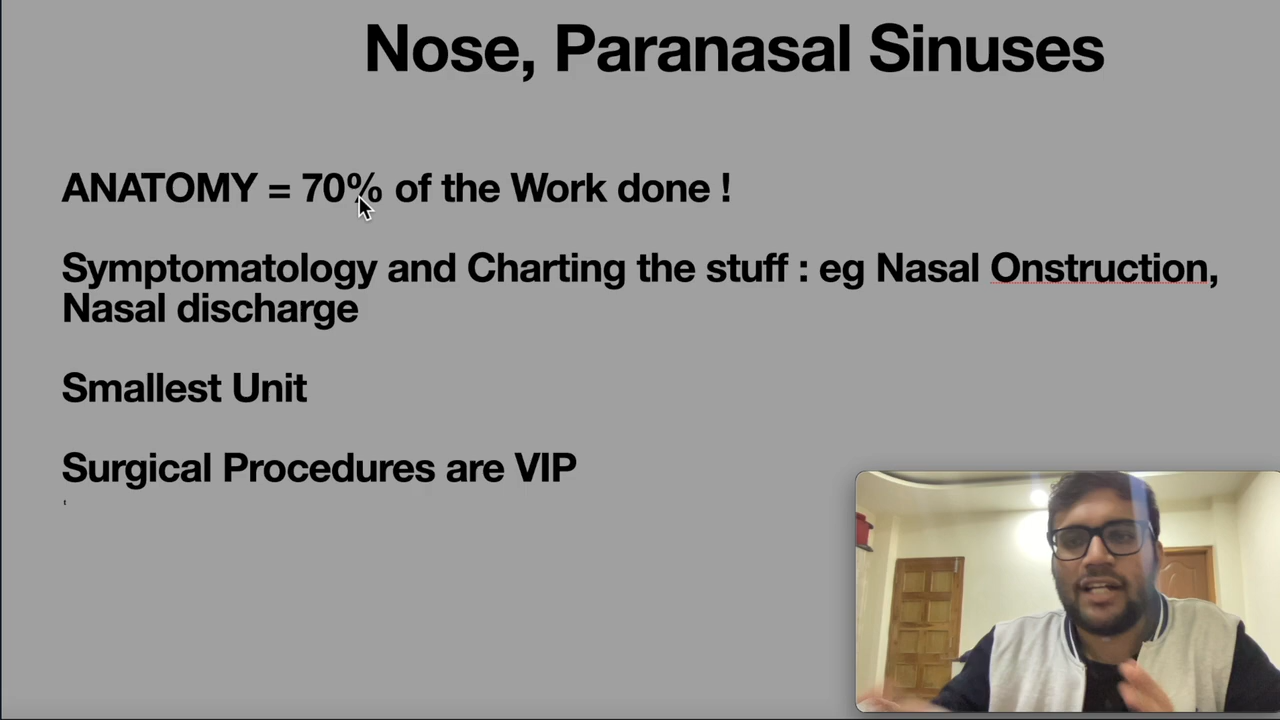 Nose, Paranasal Sinuses
ANATOMY = 70% of the Work done !
Symptomatology and Charting the stuff : eg Nasal Onstruction,
Nasal discharge
Smallest Unit
Surgical Procedures are VIP
t